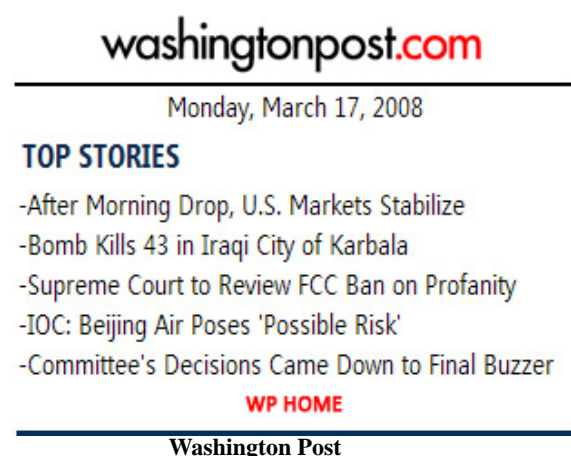 washingtonpost.com
Monday, March 17, 2008
TOP STORIES
-After Morning Drop, U.S. Markets Stabilize
-Bomb Kills 43 in Iraqi City of Karbala
-Supreme Court to Review FCC Ban on Profanity
-IOC: Beijing Air Poses 'Possible Risk'
-Committee's Decisions Came Down to Final Buzzer
WP HOME
Washington Post